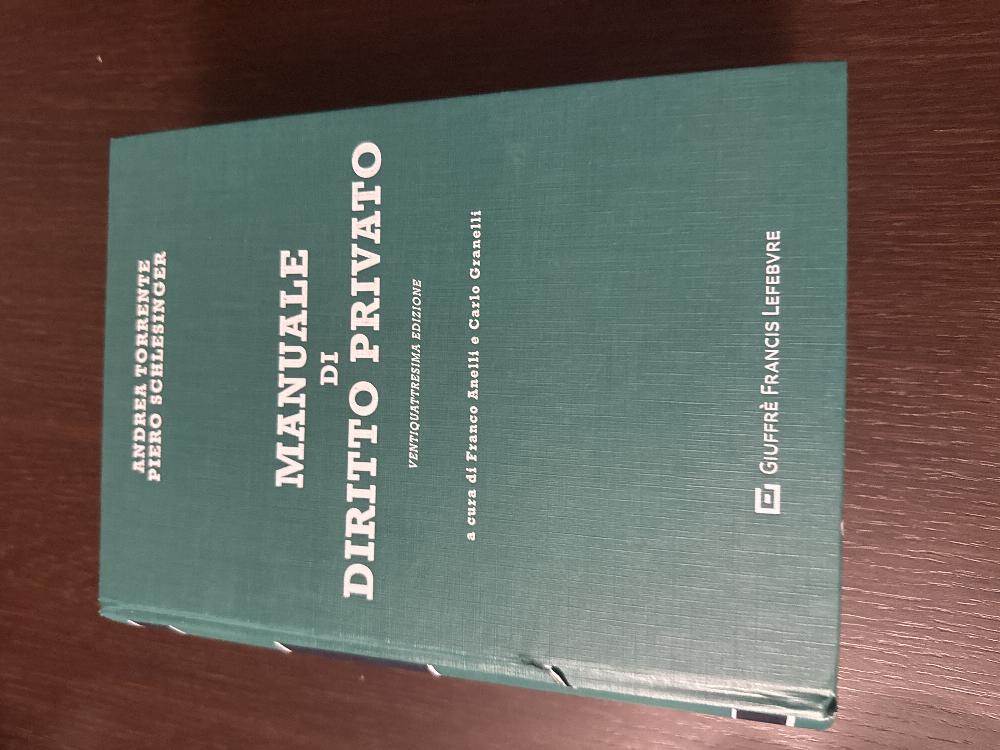 ANDREA TORRENTE
PIERO SCHLESINGER
MANUALE
DI
DIRITTO PRIVATO
VENTIQUATTRESIMA EDIZIONE
a cura di Franco Anelli e Carlo Granelli
GIUFFRÈ FRANCIS LEFEBVRE